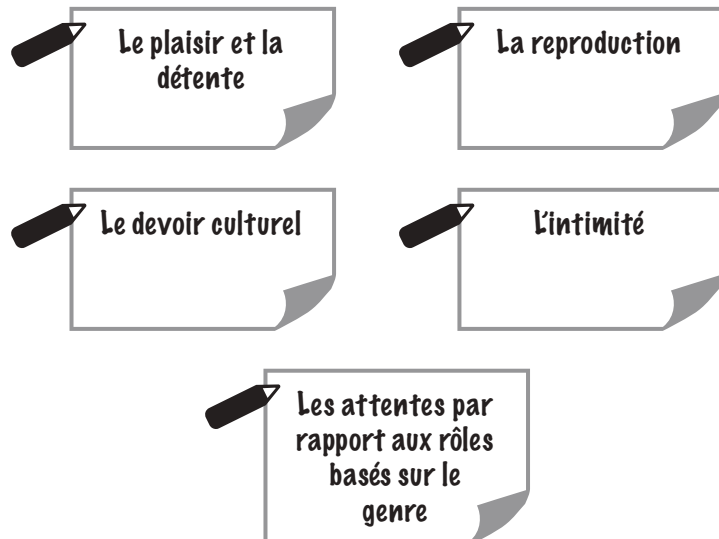 Le plaisir et la
détente
La reproduction
Le devoir culturel
L'intimité
Les attentes par
rapport aux rôles
basés sur le
genre